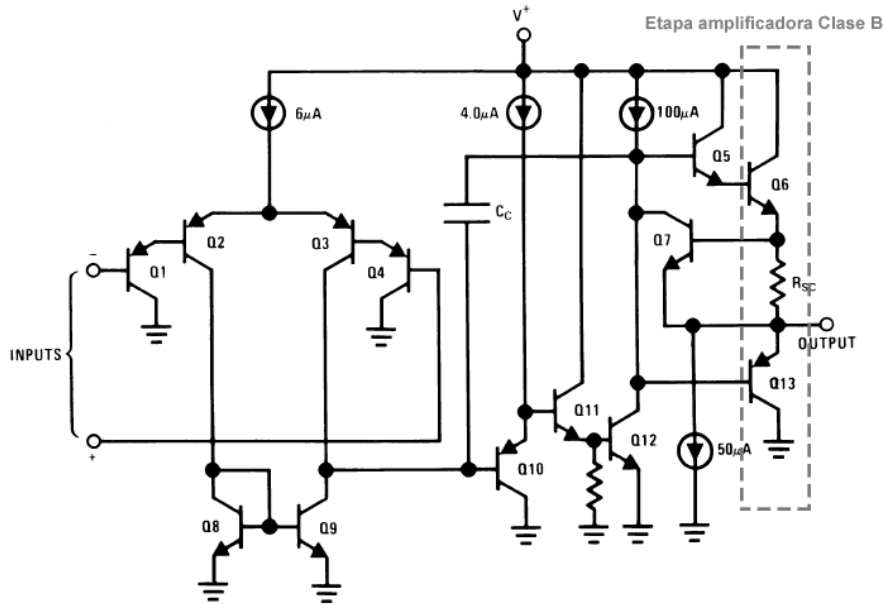 Etapa amplificadora Clase B
V+
6µA
4.0µA
100µA
Q5
Q6
CC
Q2
Q3
Q7
Q1
Q4
RSC
INPUTS
OUTPUT
−
+
Q11
Q13
Q10
Q12
50µA
Q8
Q9